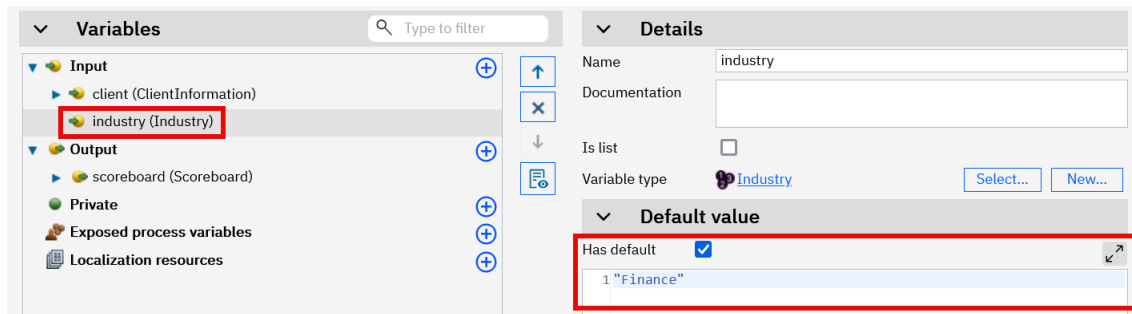 Variables
Type to filter
Input
client (ClientInformation)
industry (Industry)
Output
scoreboard (Scoreboard)
Private
Exposed process variables
Localization resources
Details
Name
industry
Documentation
Is list
Variable type
Industry
Select...
New...
Default value
Has default
1 "Finance"